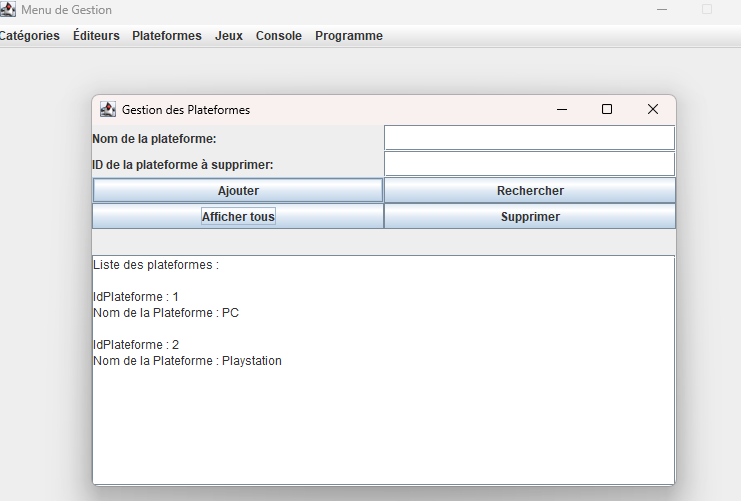 Menu de Gestion
Catégories Éditeurs Plateformes Jeux Console Programme
Gestion des Plateformes
Nom de la plateforme:
ID de la plateforme à supprimer:
Ajouter Rechercher
Afficher tous Supprimer
Liste des plateformes :
IdPlateforme : 1
Nom de la Plateforme : PC
IdPlateforme : 2
Nom de la Plateforme : Playstation